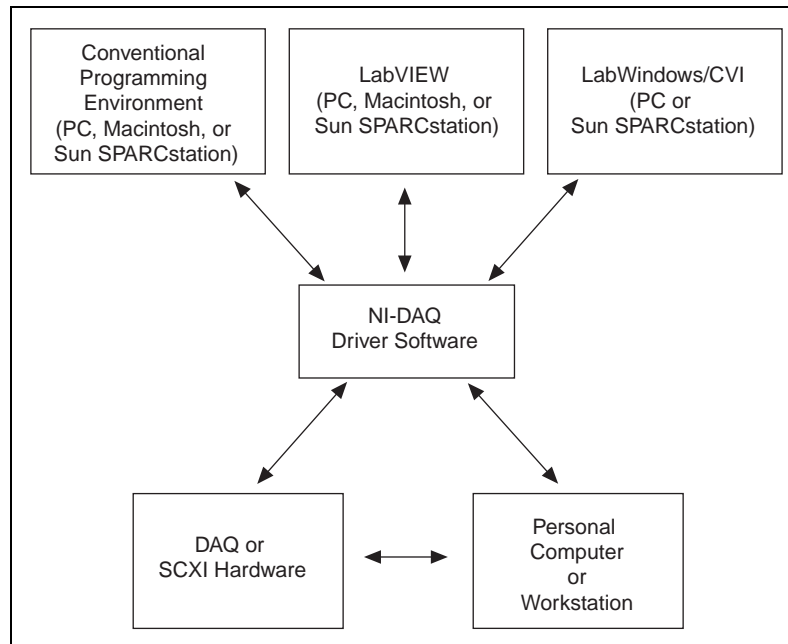 Conventional
Programming
Environment
(PC, Macintosh, or
Sun SPARCstation)
LabVIEW
(PC, Macintosh, or
Sun SPARCstation)
LabWindows/CVI
(PC or
Sun SPARCstation)
NI-DAQ
Driver Software
DAQ or
SCXI Hardware
Personal
Computer
or
Workstation